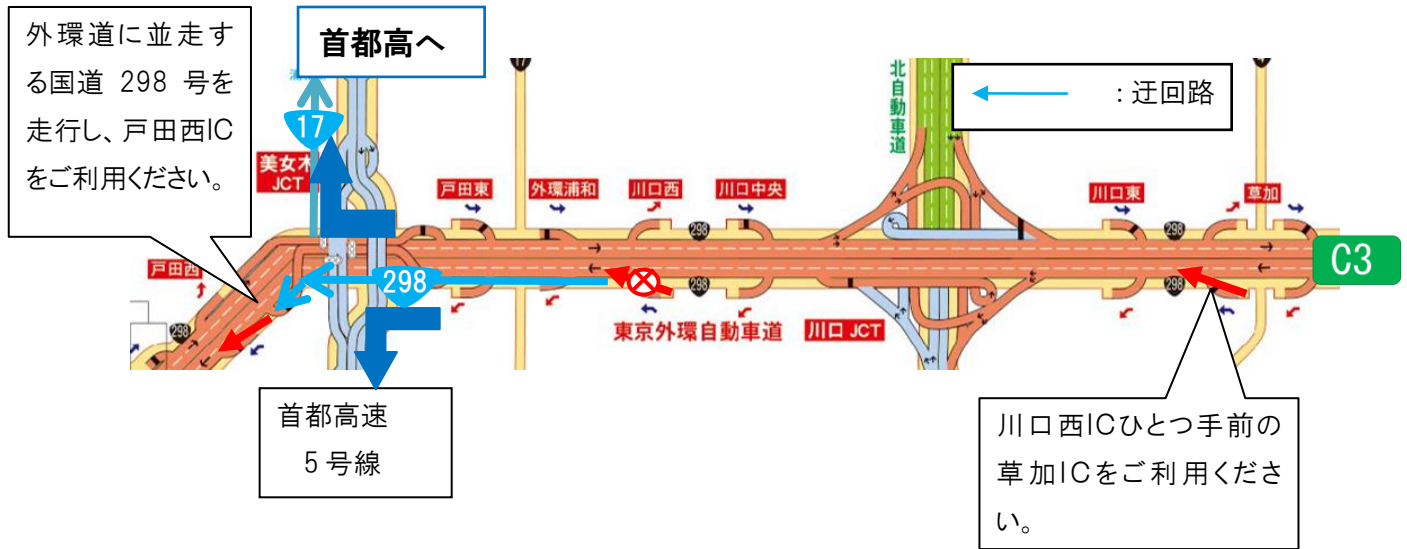 外環道に並走す
る国道 298 号を
走行し、戸田西IC
をご利用ください。
首都高へ
17
美女木
JCT
北自動車道
: 迂回路
戸田東
外環浦和
川口西
298
川口中央
川口東
298
草加
C3
戸田西
298
298
298
298
東京外環自動車道
川口 JCT
首都高速
5 号線
川口西ICひとつ手前の
草加ICをご利用くださ
い。